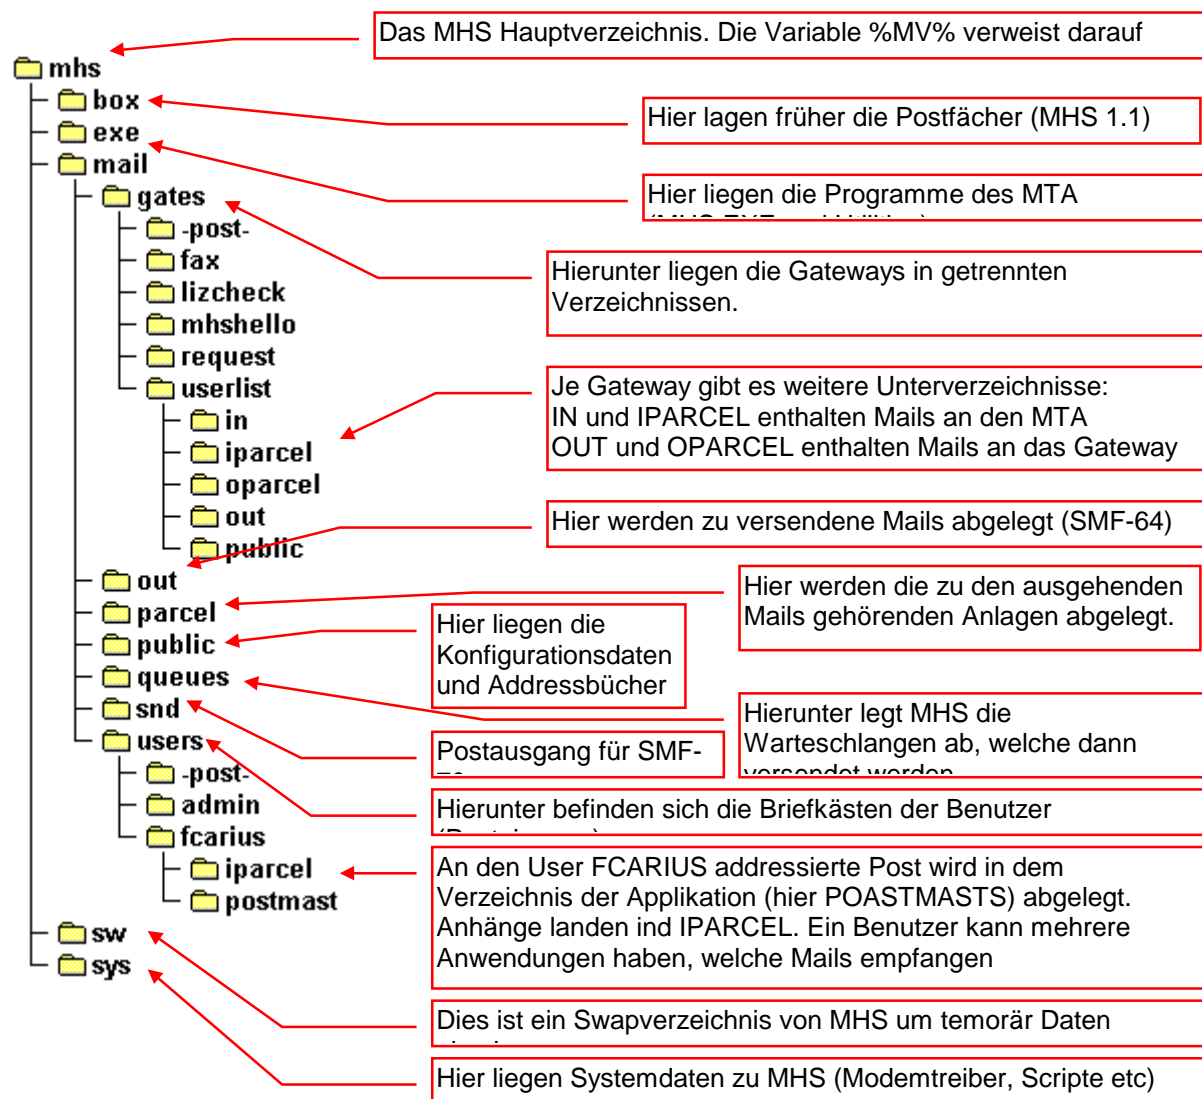 Das MHS Hauptverzeichnis. Die Variable %MV% verweist darauf
mhs
box
Hier lagen früher die Postfächer (MHS 1.1)
exe
mail
Hier liegen die Programme des MTA
gates
-post-
fax
Hierunter liegen die Gateways in getrennten
Verzeichnissen.
lizcheck
mhshello
request
userlist
Je Gateway gibt es weitere Unterverzeichnisse:
IN und IPARCEL enthalten Mails an den MTA
OUT und OPARCEL enthalten Mails an das Gateway
in
iparcel
oparcel
out
public
Hier werden zu versendene Mails abgelegt (SMF-64)
out
parcel
Hier werden die zu den ausgehenden
Mails gehörenden Anlagen abgelegt.
public
Hier liegen die
Konfigurationsdaten
und Addressbücher
queues
Hierunter legt MHS die
Warteschlangen ab, welche dann
versendet werden
snd
Postausgang für SMF-
users
Hierunter befinden sich die Briefkästen der Benutzer
-post-
admin
fcarius
iparcel
postmast
An den User FCARIUS addressierte Post wird in dem
Verzeichnis der Applikation (hier POASTMASTS) abgelegt.
Anhänge landen ind IPARCEL. Ein Benutzer kann mehrere
Anwendungen haben, welche Mails empfangen
sw
sys
Dies ist ein Swapverzeichnis von MHS um temorär Daten
Hier liegen Systemdaten zu MHS (Modemtreiber, Scripte etc)